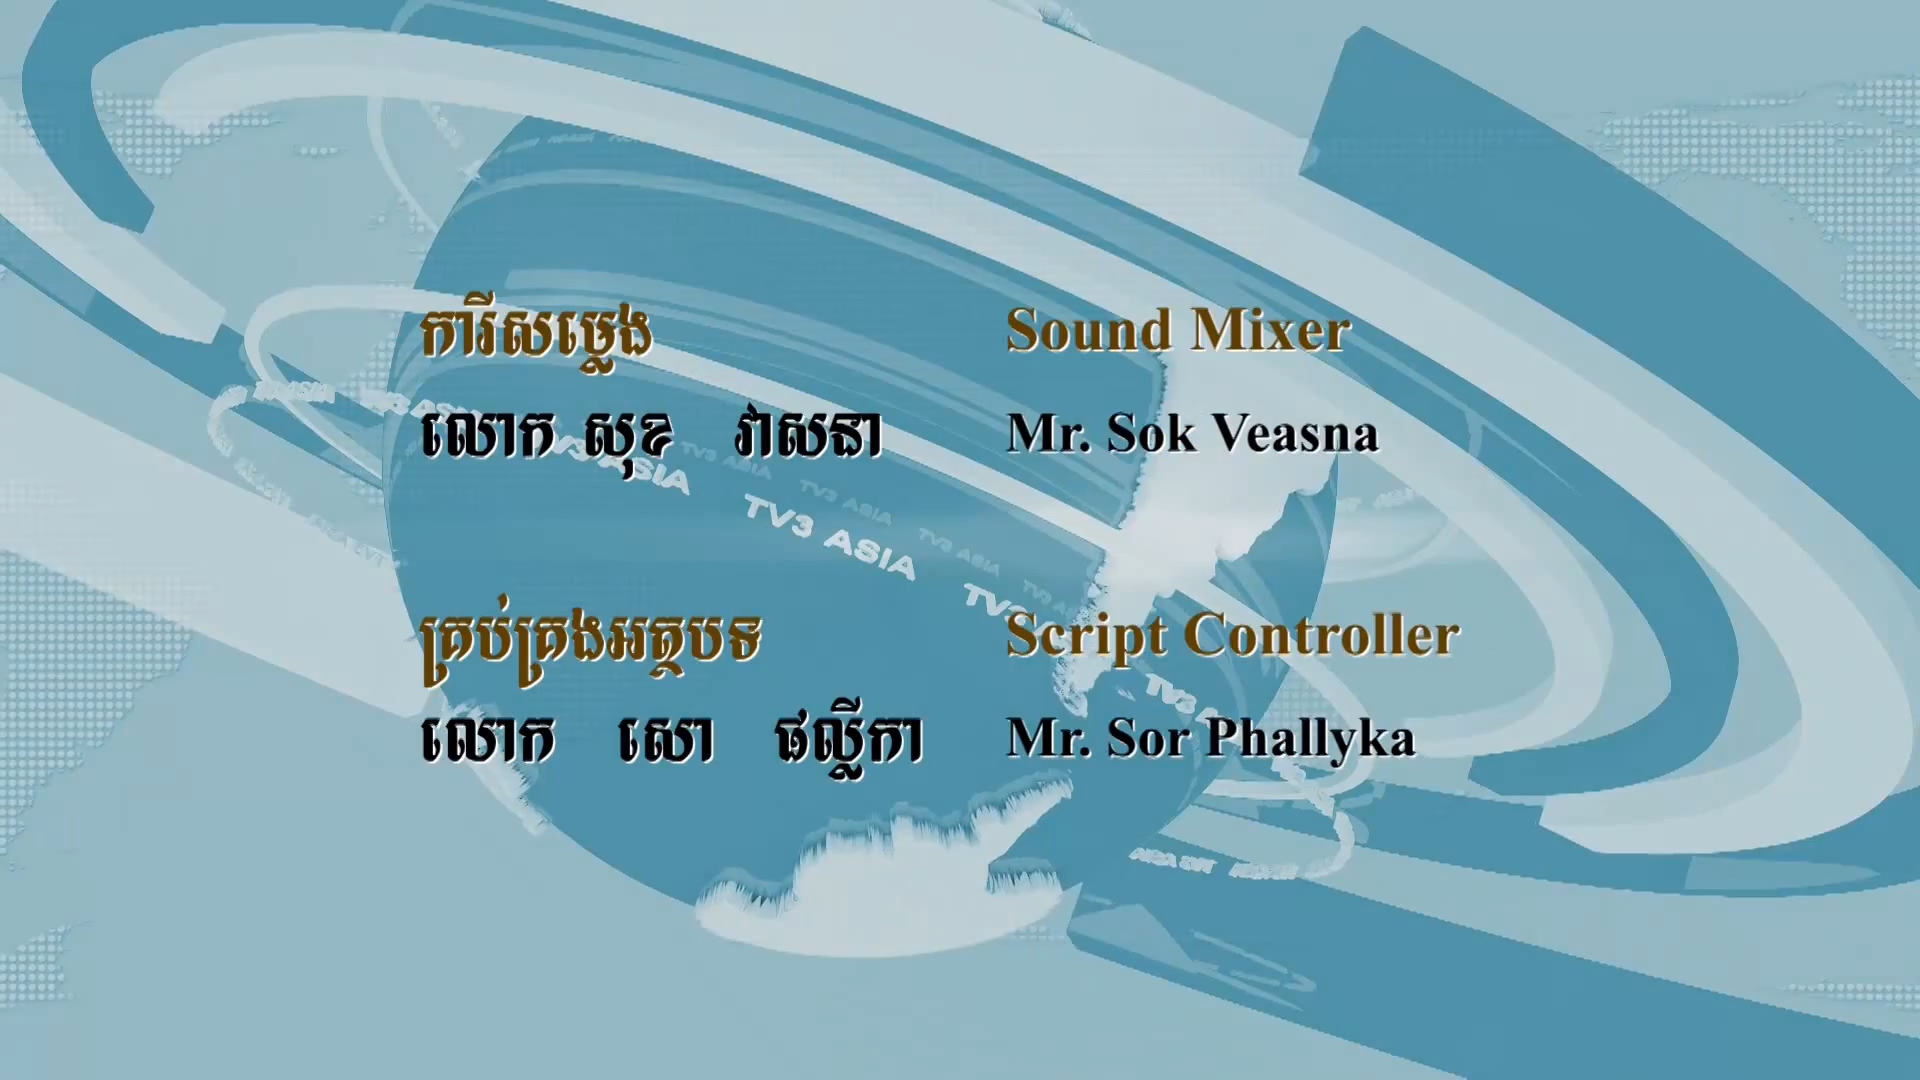 ការីសម្លេង Sound Mixer
លោក សុខ វាសនា Mr. Sok Veasna
TV3 ASIA
គ្រប់គ្រងអត្ថបទ Script Controller
លោក សោ ផល្លីកា Mr. Sor Phallyka